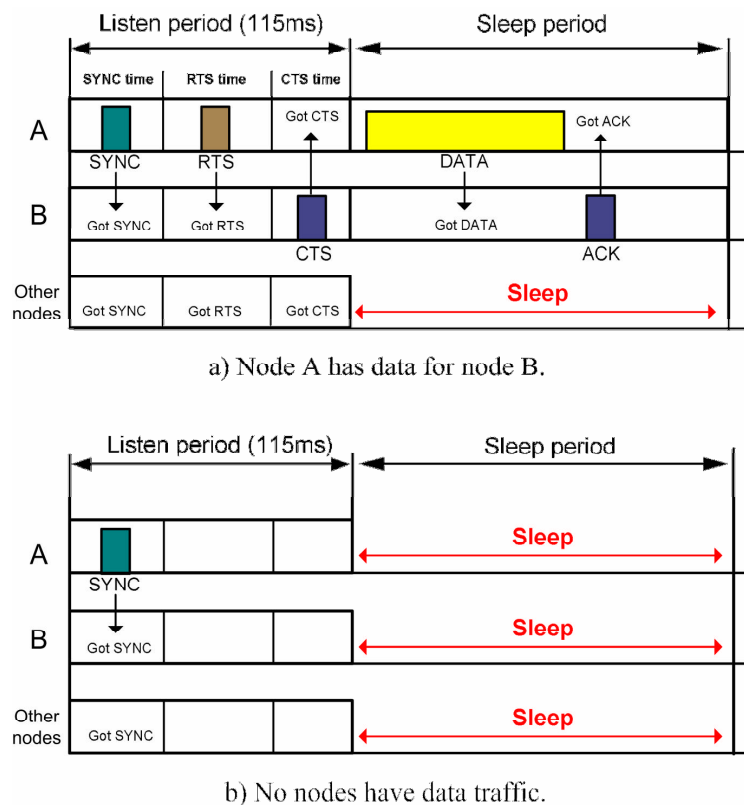 Listen period (115ms) Sleep period
SYNC time RTS time CTS time
A Got CTS Got ACK
SYNC RTS DATA
B Got SYNC Got RTS Got DATA
CTS ACK
Other nodes Got SYNC Got RTS Got CTS Sleep
a) Node A has data for node B.
Listen period (115ms) Sleep period
A Sleep
SYNC
B Got SYNC Sleep
Other nodes Got SYNC Sleep
b) No nodes have data traffic.